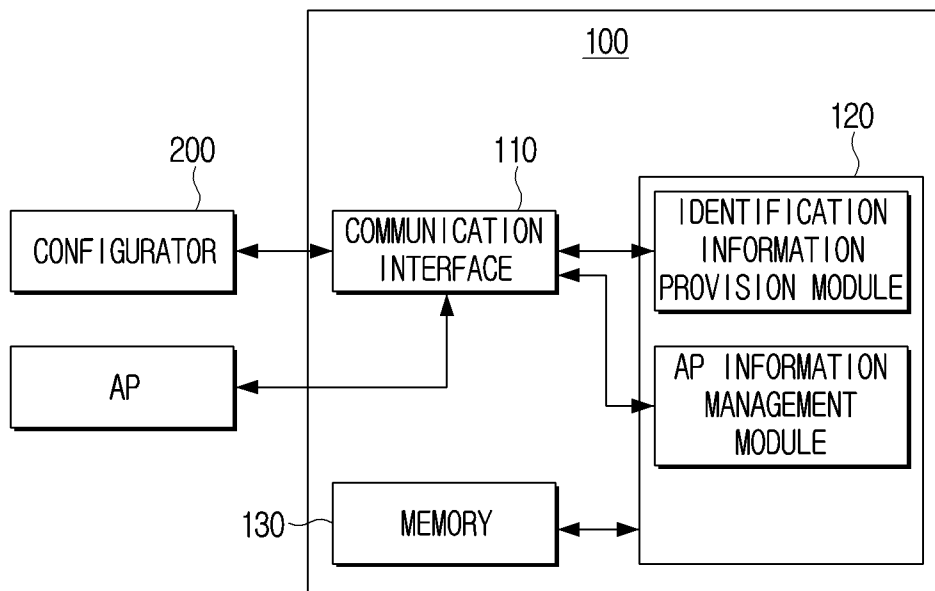 100
200
110
120
CONFIGURATOR
COMMUNICATION
INTERFACE
IDENTIFICATION
INFORMATION
PROVISION MODULE
AP
AP INFORMATION
MANAGEMENT
MODULE
130
MEMORY